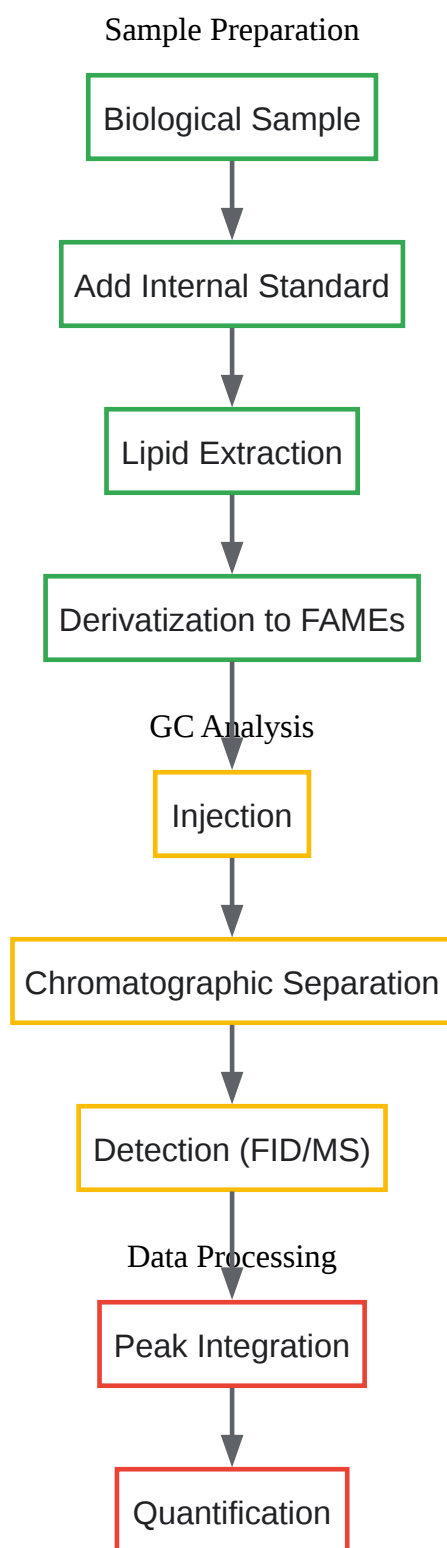 Sample Preparation
Biological Sample
Add Internal Standard
Lipid Extraction
Derivatization to FAMEs
GC Analysis
Injection
Chromatographic Separation
Detection (FID/MS)
Data Processing
Peak Integration
Quantification